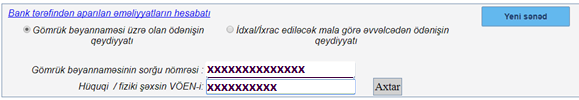 Bank tərəfindən aparılan əməliyyatların hesabatı
Yeni sənəd
Gömrük bəyannaməsi üzrə olan ödənişin qeydiyyatı
İdxal/İxrac ediləcək mala görə əvvəlcədən ödənişin qeydiyyatı
Gömrük bəyannaməsinin sorğu nömrəsi : XXXXXXXXXXXXXX
Hüquqi / fiziki şəxsin VÖEN-i: XXXXXXXXXX
Axtar